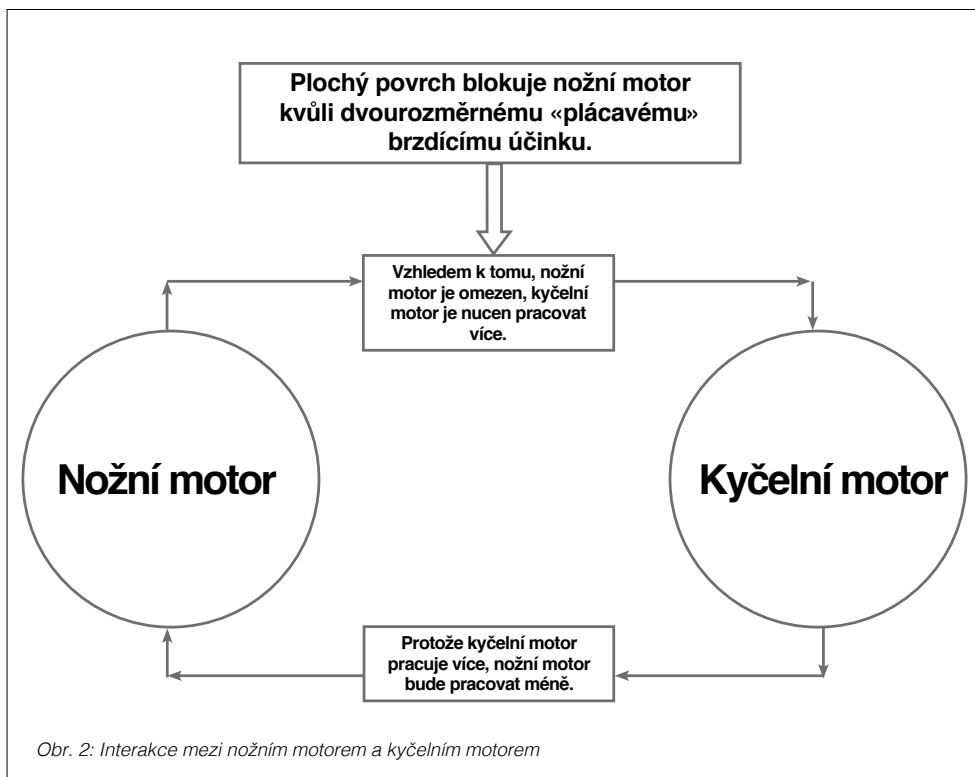 Plochý povrch blokuje nožní motor
kvůli dvourozměrnému «plácavému»
brzdícímu účinku.
Vzhledem k tomu, nožní
motor je omezen, kyčelní
motor je nucen pracovat
více.
Nožní motor
Kyčelní motor
Protože kyčelní motor
pracuje více, nožní motor
bude pracovat méně.
Obr. 2: Interakce mezi nožním motorem a kyčelním motorem